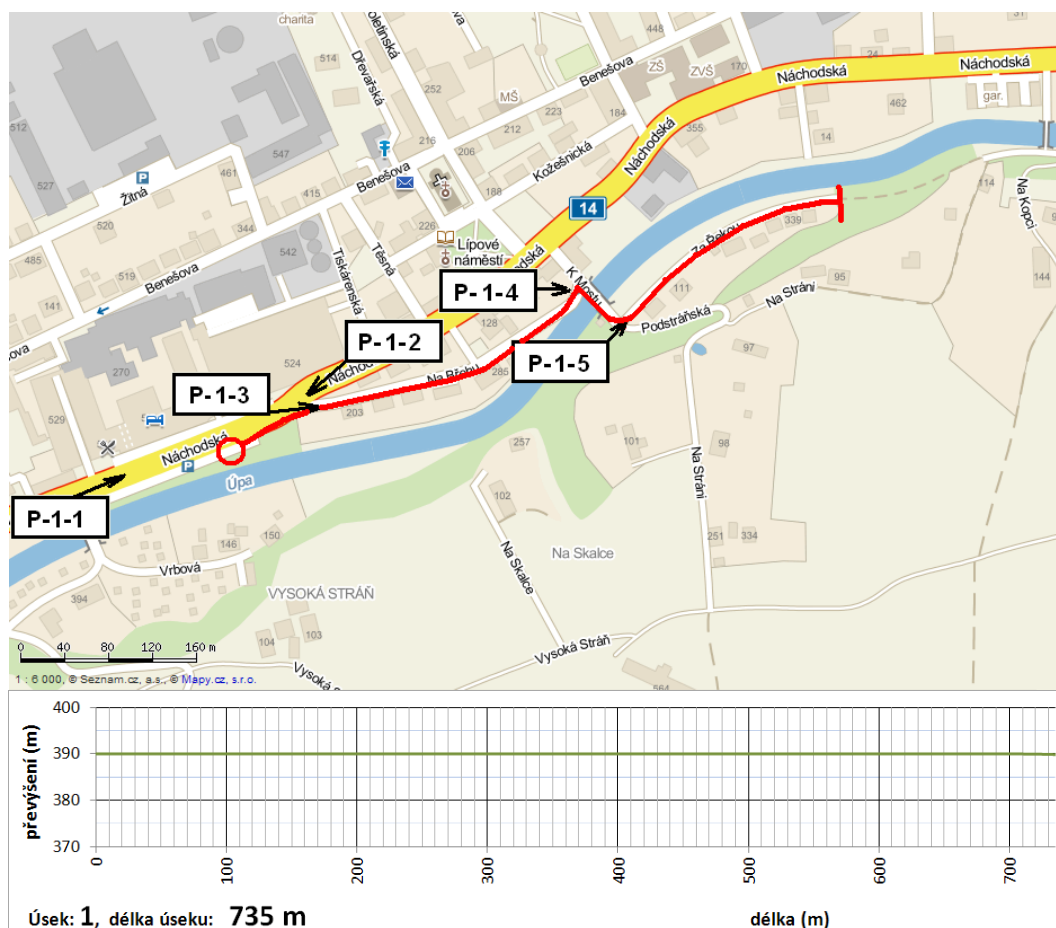 charita
448
31
514
Dřevařská
Benešova
ZŠ
ZVŠ
170
24
Náchodská
Náchodská
gar.
MŠ
252
223
184
462
512
216
212
355
14
547
206
Kožešnická
Náchodská
527
P
461
Žitná
Benešova
415
188
14
114
Na Kopci
520
344
226
Těsná
Lípové
náměstí
339
542
Tiskárenská
485
519
K Mostu
Za Řekou
95
144
141
Benešova
P-1-4
111
Na Stráni
128
Podstráňská
P-1-2
524
270
P-1-5
97
Na Břehu
285
P-1-3
203
529
Náchodská
P
257
101
98
Úpa
Na Stráni
P-1-1
102
150
146
251
334
Na Skalce
Na Skalce
Vrbová
394
VYSOKÁ STRÁŇ
103
104
Vysoká Stráň
0 40 80 120 160 m
1 : 6 000, © Seznam.cz, a.s., © Mapy.cz, s.r.o.
400
390
380
370
převýšení (m)
0 100 200 300 400 500 600 700
Úsek: 1, délka úseku: 735 m
délka (m)